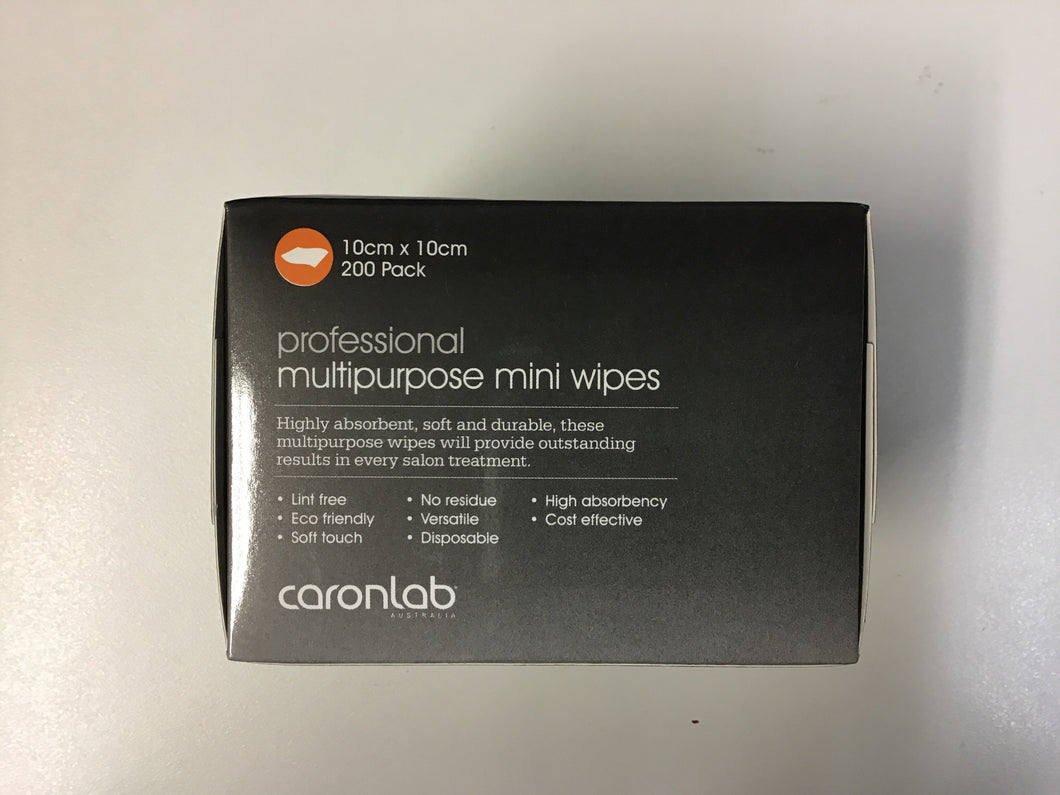 10cm x 10cm
200 Pack
professional
multipurpose mini wipes
Highly absorbent, soft and durable, these
multipurpose wipes will provide outstanding
results in every salon treatment.
• Lint free
• Eco friendly
• Soft touch
• No residue
• Versatile
• Disposable
• High absorbency
• Cost effective
caronlab
AUSTRALIA